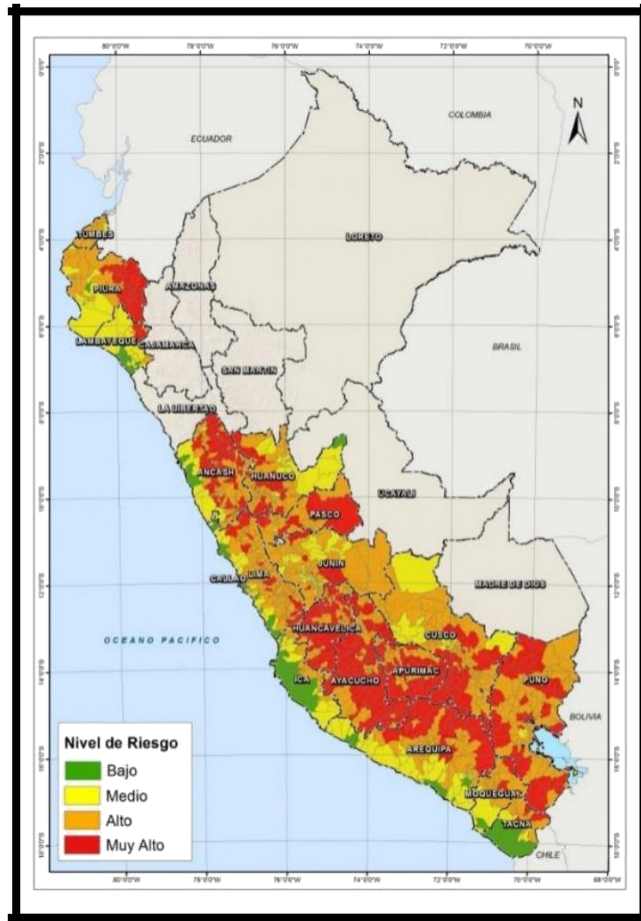 80°0'0"W 78°0'0"W 76°0'0"W 74°0'0"W 72°0'0"W 70°0'0"W
N
COLOMBIA
ECUADOR
TUMBES
LORETO
PIURA
AMAZONAS
LAMBAYEQUE
CAJAMARCA
BRASIL
SAN MARTIN
LA LIBERTAD
ANCASH
HUANUCO
UCAYALI
PASCO
JUNIN
CALLAO
LIMA
MADRE DE DIOS
HUANCAVELICA
CUSCO
OCEANO PACIFICO
ICA
AYACUCHO
APURIMAC
PUNO
BOLIVIA
AREQUIPA
MOQUEGUA
TACNA
CHILE
Nivel de Riesgo
Bajo
Medio
Alto
Muy Alto